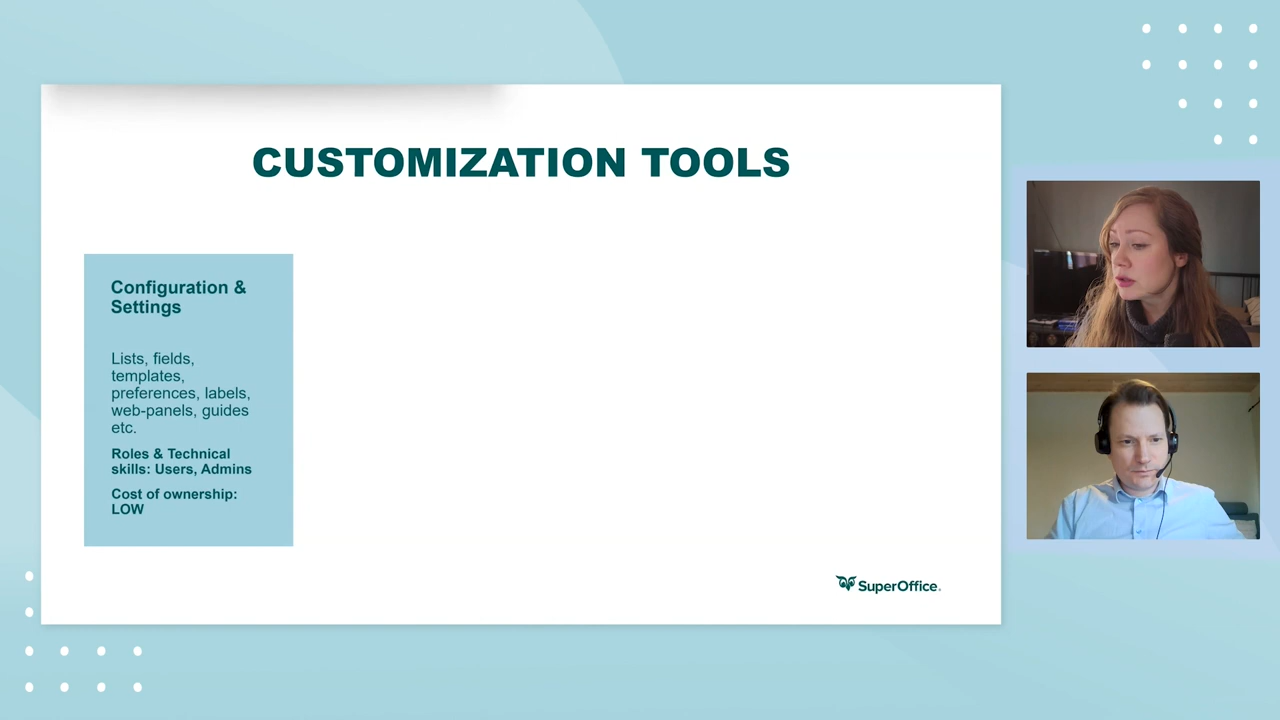 CUSTOMIZATION TOOLS
Configuration &
Settings
Lists, fields,
templates,
preferences, labels,
web-panels, guides
etc.
Roles & Technical
skills: Users, Admins
Cost of ownership:
LOW
SuperOffice